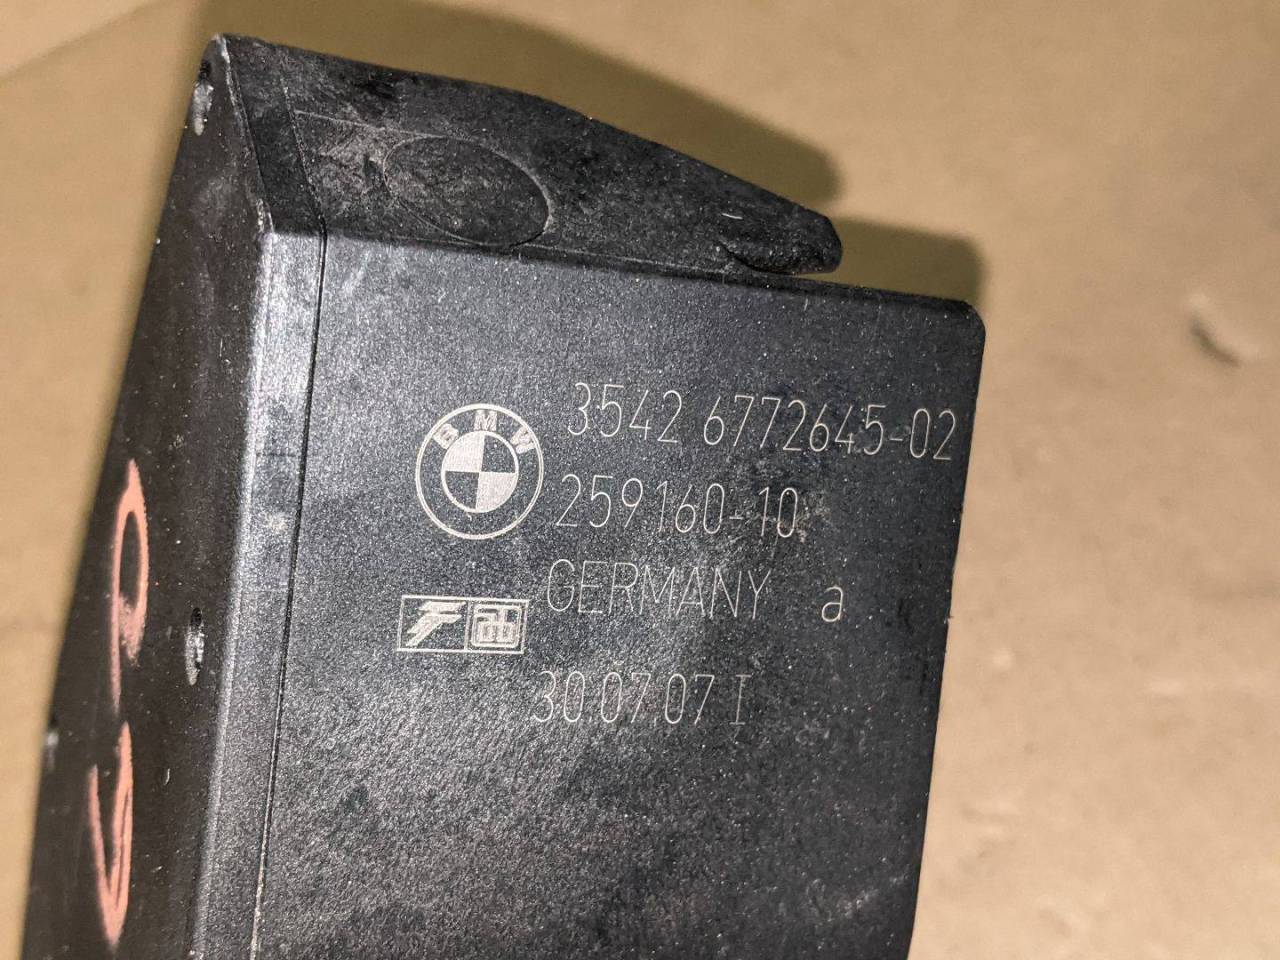 BMW
3542 6772645-02
259160-10
GERMANY a
30.07.07 I